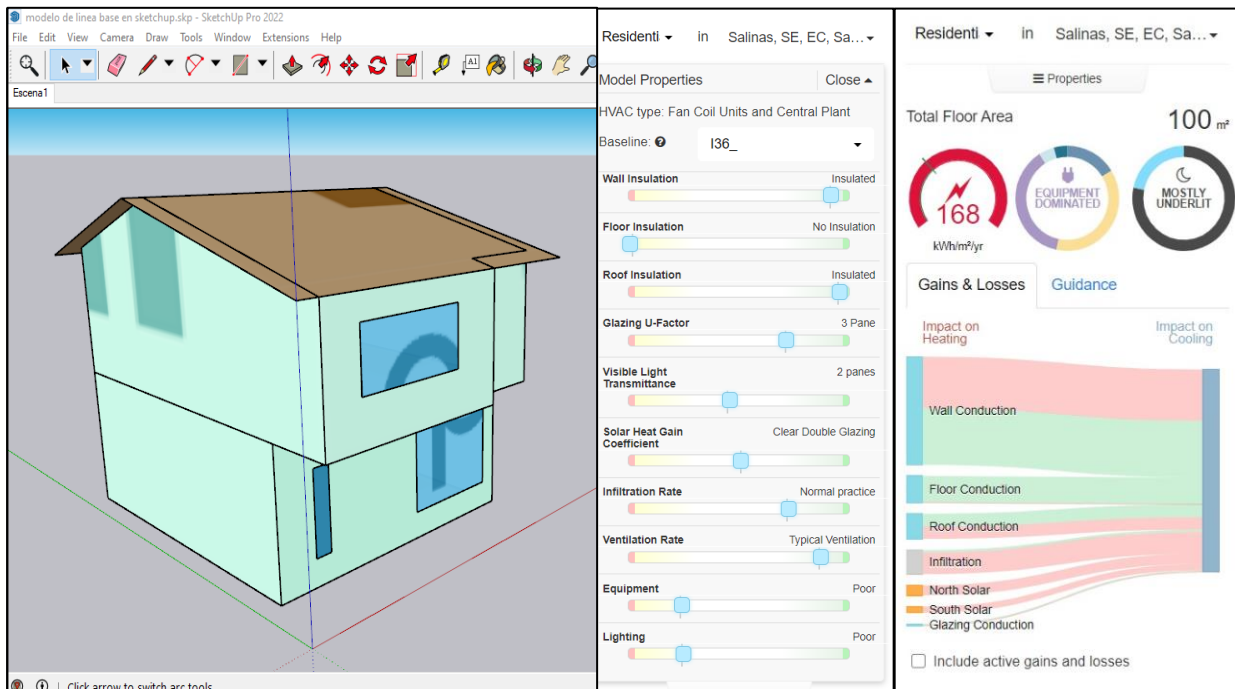 modelo de linea base en sketchup.skp - SketchUp Pro 2022
File Edit View Camera Draw Tools Window Extensions Help
A1
Escena1
Click arrow to switch arc tools
Residenti in Salinas, SE, EC, Sa...
Model Properties Close
HVAC type: Fan Coil Units and Central Plant
Baseline: ? I36_
Wall Insulation Insulated
Floor Insulation No Insulation
Roof Insulation Insulated
Glazing U-Factor 3 Pane
Visible Light Transmittance 2 panes
Solar Heat Gain Coefficient Clear Double Glazing
Infiltration Rate Normal practice
Ventilation Rate Typical Ventilation
Equipment Poor
Lighting Poor
Residenti in Salinas, SE, EC, Sa...
Properties
Total Floor Area 100 m²
168
kWh/m²/yr
EQUIPMENT
DOMINATED
MOSTLY
UNDERLIT
Gains & Losses Guidance
Impact on Heating
Impact on Cooling
Wall Conduction
Floor Conduction
Roof Conduction
Infiltration
North Solar
South Solar
Glazing Conduction
Include active gains and losses